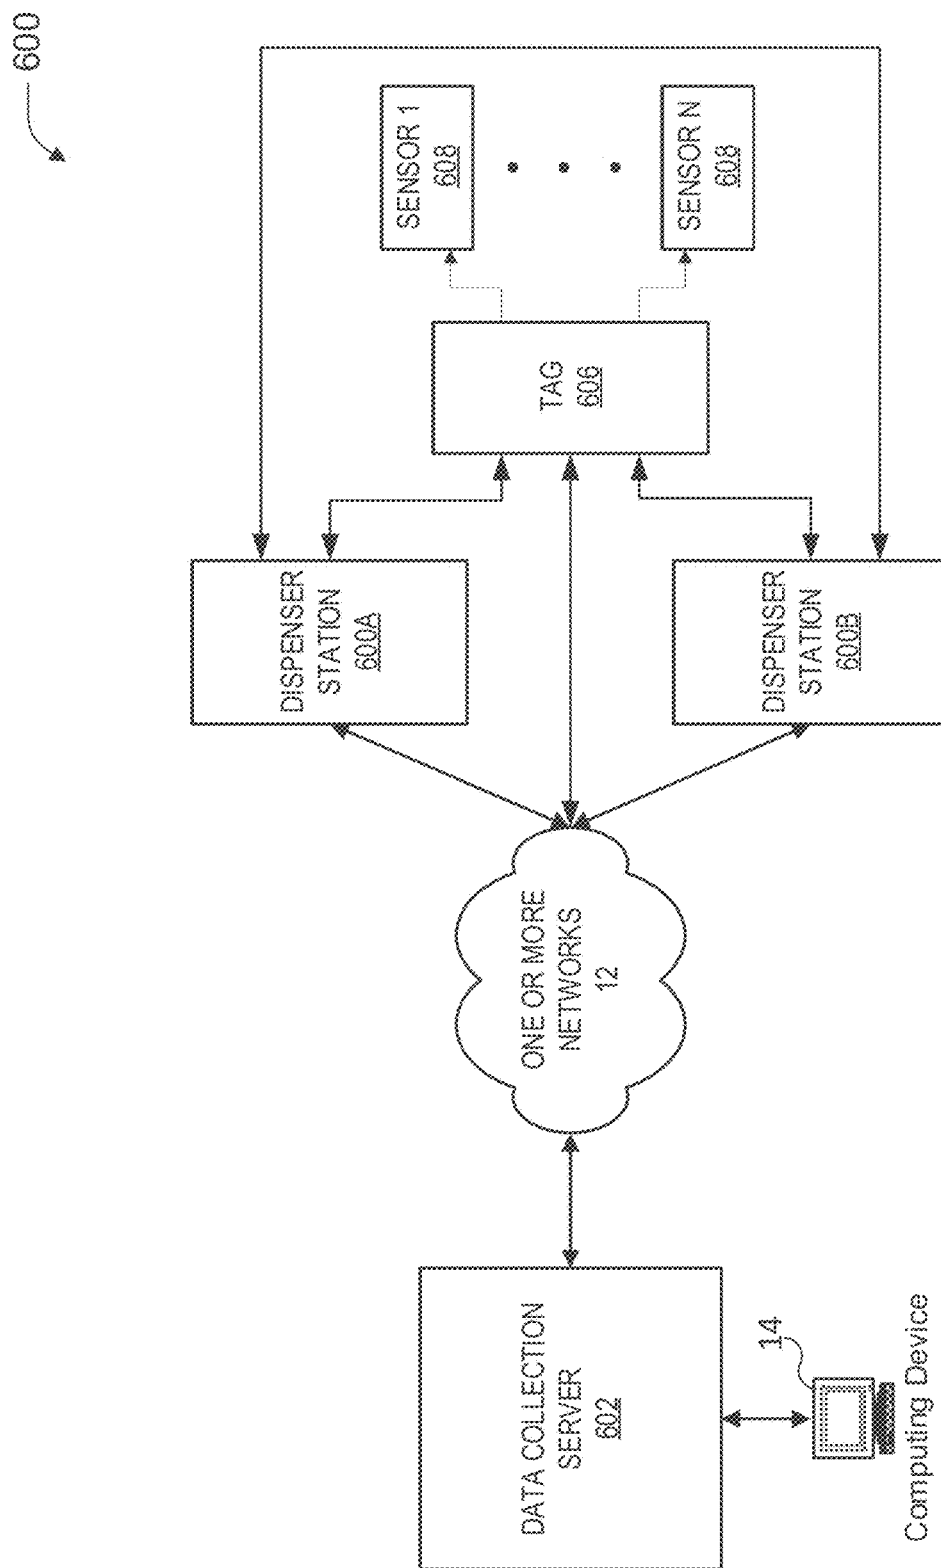 600
DATA COLLECTION
SERVER
602
14
Computing Device
ONE OR MORE
NETWORKS
12
DISPENSER
STATION
600A
DISPENSER
STATION
600B
TAG
606
SENSOR 1
608
SENSOR N
608